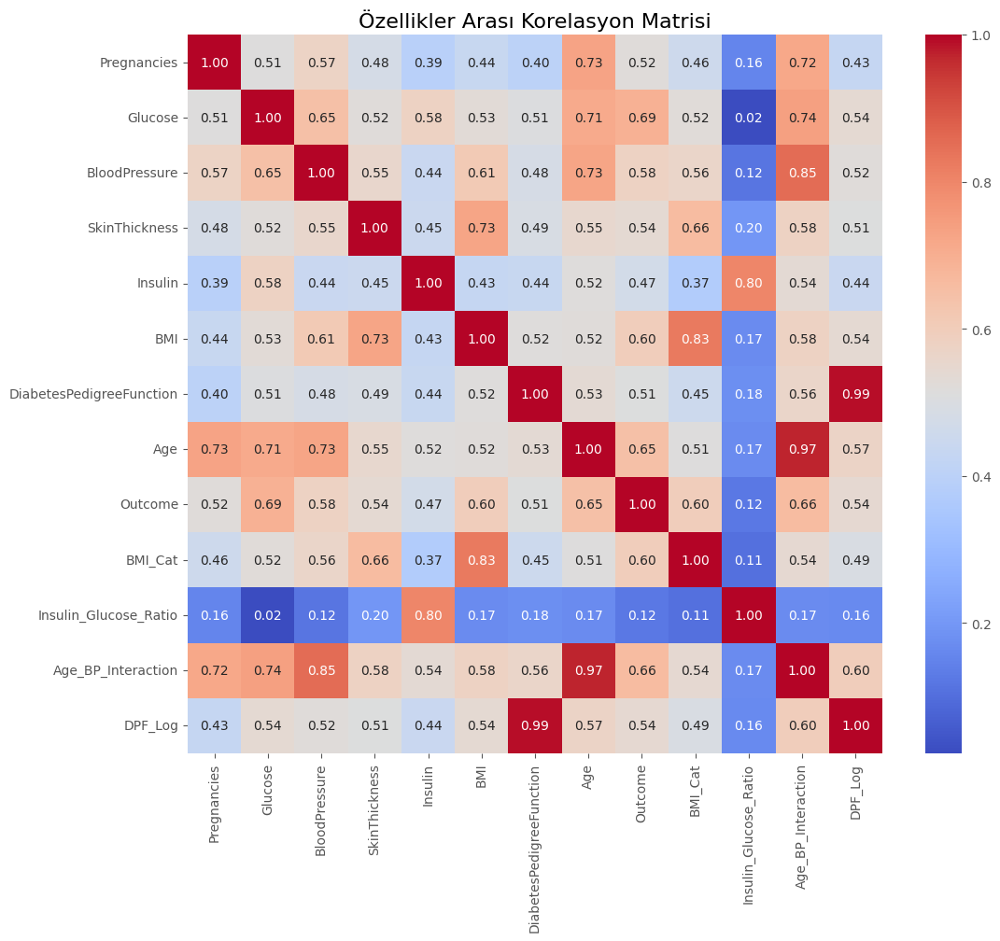 Özellikler Arası Korelasyon Matrisi
Pregnancies 1.00 0.51 0.57 0.48 0.39 0.44 0.40 0.73 0.52 0.46 0.16 0.72 0.43
Glucose 0.51 1.00 0.65 0.52 0.58 0.53 0.51 0.71 0.69 0.52 0.02 0.74 0.54
BloodPressure 0.57 0.65 1.00 0.55 0.44 0.61 0.48 0.73 0.58 0.56 0.12 0.85 0.52
SkinThickness 0.48 0.52 0.55 1.00 0.45 0.73 0.49 0.55 0.54 0.66 0.20 0.58 0.51
Insulin 0.39 0.58 0.44 0.45 1.00 0.43 0.44 0.52 0.47 0.37 0.80 0.54 0.44
BMI 0.44 0.53 0.61 0.73 0.43 1.00 0.52 0.52 0.60 0.83 0.17 0.58 0.54
DiabetesPedigreeFunction 0.40 0.51 0.48 0.49 0.44 0.52 1.00 0.53 0.51 0.45 0.18 0.56 0.99
Age 0.73 0.71 0.73 0.55 0.52 0.52 0.53 1.00 0.65 0.51 0.17 0.97 0.57
Outcome 0.52 0.69 0.58 0.54 0.47 0.60 0.51 0.65 1.00 0.60 0.12 0.66 0.54
BMI_Cat 0.46 0.52 0.56 0.66 0.37 0.83 0.45 0.51 0.60 1.00 0.11 0.54 0.49
Insulin_Glucose_Ratio 0.16 0.02 0.12 0.20 0.80 0.17 0.18 0.17 0.12 0.11 1.00 0.17 0.16
Age_BP_Interaction 0.72 0.74 0.85 0.58 0.54 0.58 0.56 0.97 0.66 0.54 0.17 1.00 0.60
DPF_Log 0.43 0.54 0.52 0.51 0.44 0.54 0.99 0.57 0.54 0.49 0.16 0.60 1.00
Pregnancies
Glucose
BloodPressure
SkinThickness
Insulin
BMI
DiabetesPedigreeFunction
Age
Outcome
BMI_Cat
Insulin_Glucose_Ratio
Age_BP_Interaction
DPF_Log
1.0
0.8
0.6
0.4
0.2